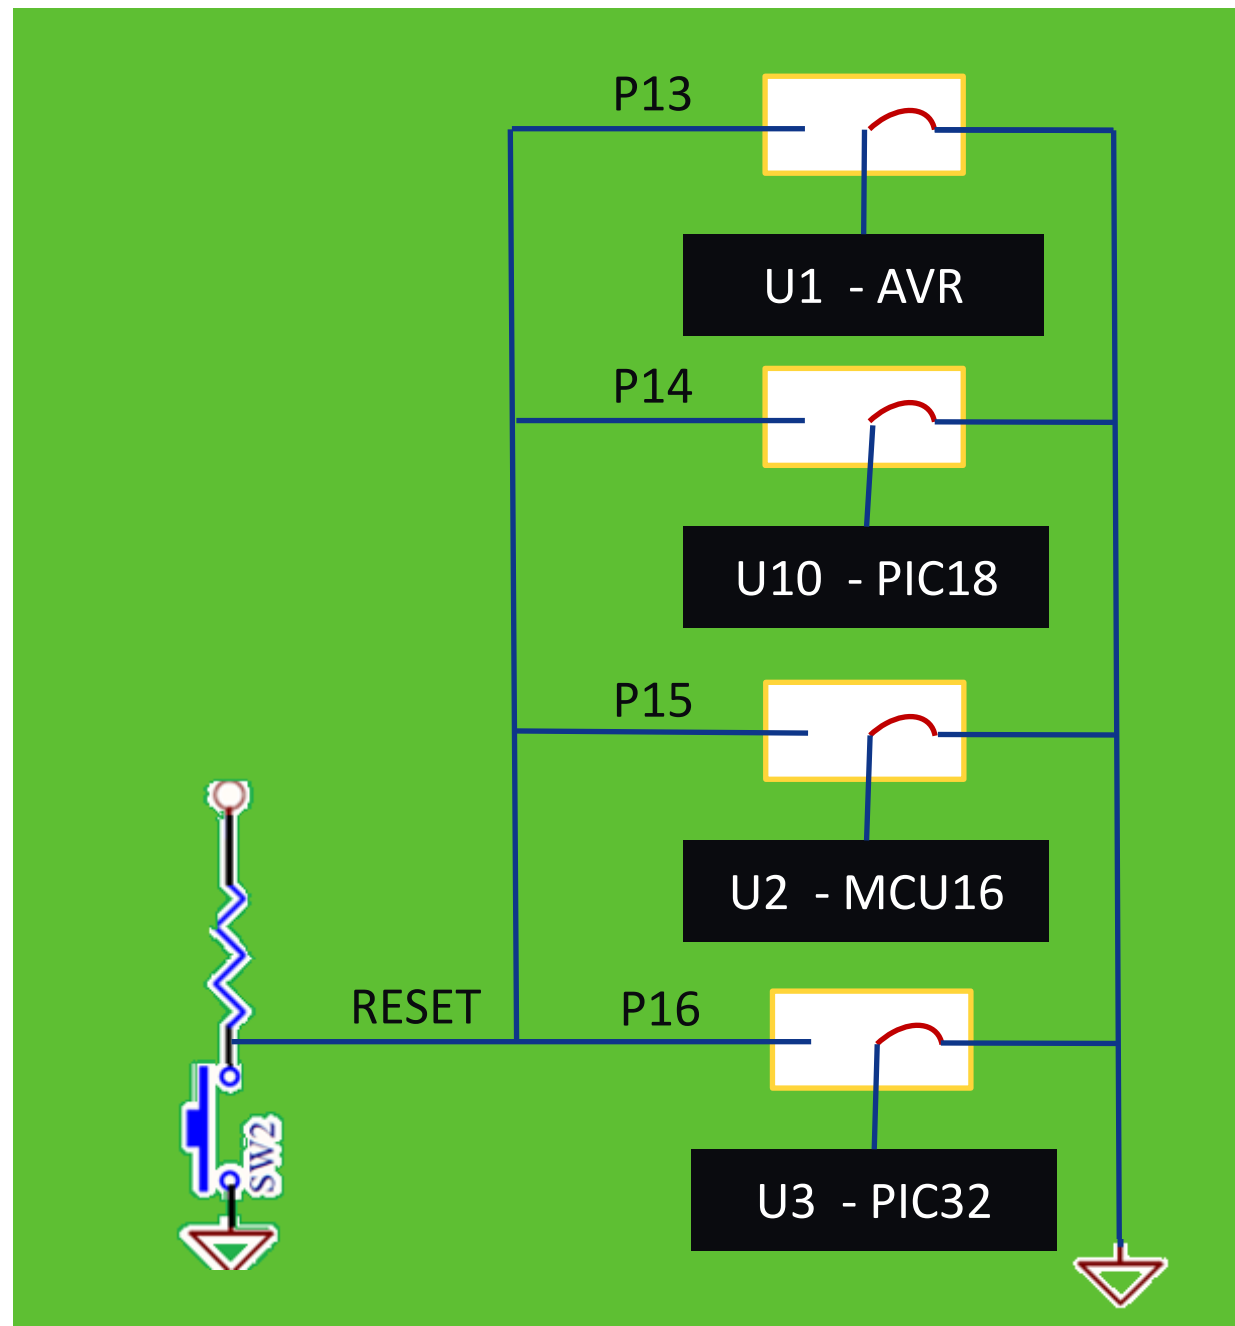 P13
U1 - AVR
P14
U10 - PIC18
P15
U2 - MCU16
RESET
P16
SW2
U3 - PIC32